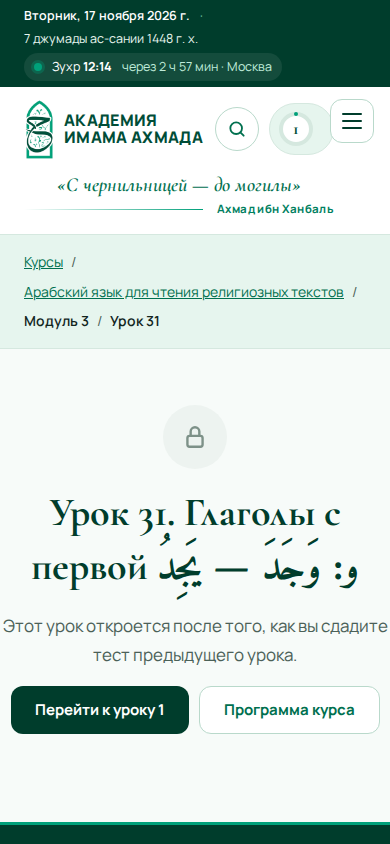 Вторник, 17 ноября 2026 г. ·
7 джумады ас-сании 1448 г. х.
Зухр 12:14 через 2 ч 57 мин · Москва
АКАДЕМИЯ
ИМАМА АХМАДА
1
«С чернильницей — до могилы»
Ахмад ибн Ханбаль
Курсы /
Арабский язык для чтения религиозных текстов /
Модуль 3 / Урок 31
Урок 31. Глаголы с
первой و: وَجَدَ — يَجِدُ
Этот урок откроется после того, как вы сдадите
тест предыдущего урока.
Перейти к уроку 1
Программа курса